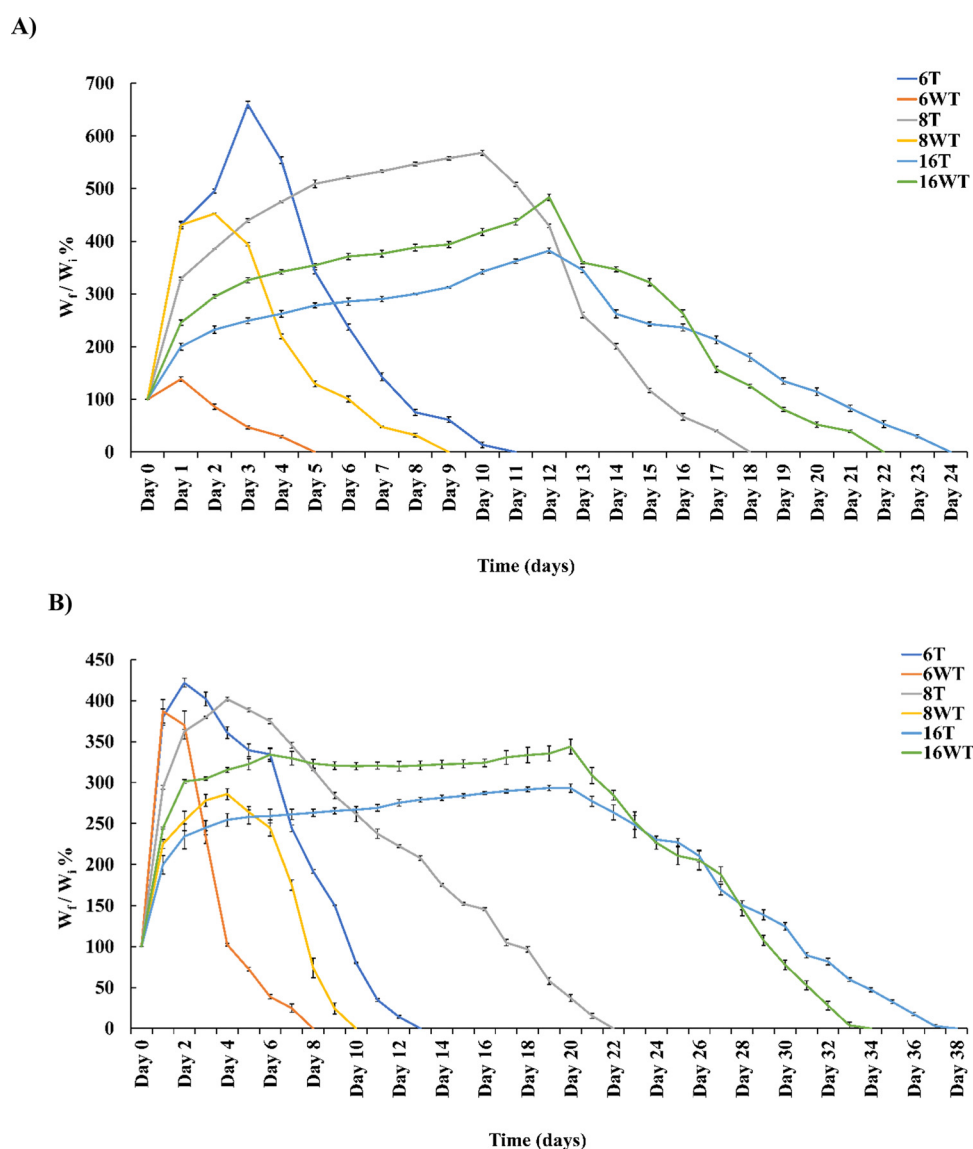 A)
700
600
500
400
300
200
100
0
W_f / W_i %
Day 0
Day 1
Day 2
Day 3
Day 4
Day 5
Day 6
Day 7
Day 8
Day 9
Day 10
Day 11
Day 12
Day 13
Day 14
Day 15
Day 16
Day 17
Day 18
Day 19
Day 20
Day 21
Day 22
Day 23
Day 24
Time (days)
6T
6WT
8T
8WT
16T
16WT
B)
450
400
350
300
250
200
150
100
50
0
W_f / W_i %
Day 0
Day 2
Day 4
Day 6
Day 8
Day 10
Day 12
Day 14
Day 16
Day 18
Day 20
Day 22
Day 24
Day 26
Day 28
Day 30
Day 32
Day 34
Day 36
Day 38
Time (days)
6T
6WT
8T
8WT
16T
16WT